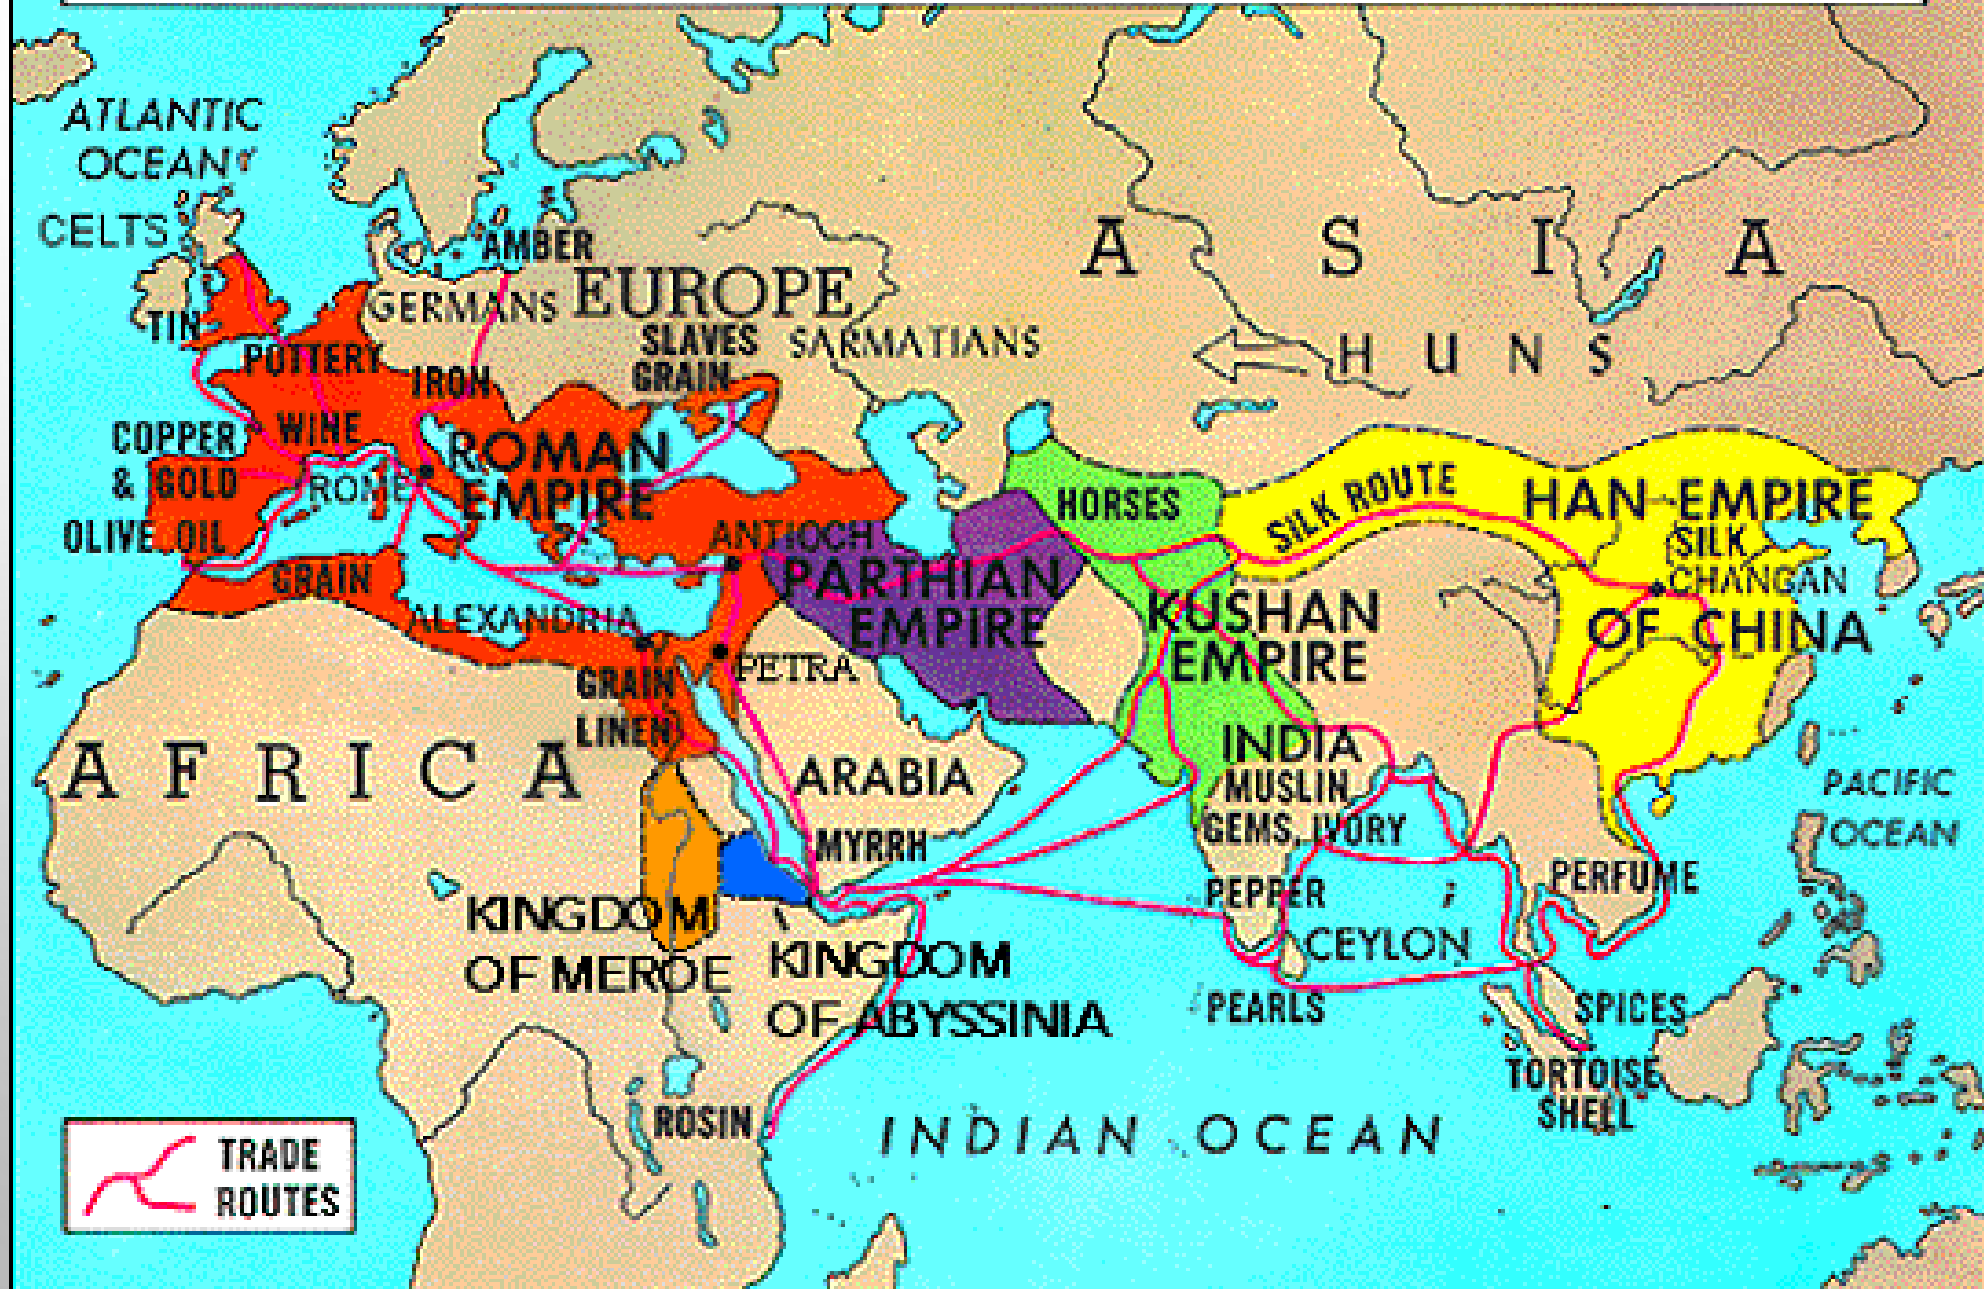 ATLANTIC
OCEAN
CELTS
AMBER
GERMANS
EUROPE
A S I A
TIN
POTTERY
IRON
SLAVES
GRAIN
SARMATIANS
H U N S
COPPER
& GOLD
WINE
ROMAN
EMPIRE
ROME
OLIVE OIL
GRAIN
ANTIOCH
HORSES
SILK ROUTE
HAN EMPIRE
OF CHINA
SILK
CHANGAN
PARTHIAN
EMPIRE
KUSHAN
EMPIRE
ALEXANDRIA
PETRA
GRAIN
LINEN
A F R I C A
ARABIA
MYRRH
INDIA
MUSLIN
GEMS, IVORY
PEPPER
CEYLON
PEARLS
PERFUME
PACIFIC
OCEAN
SPICES
TORTOISE
SHELL
KINGDOM
OF MEROE
KINGDOM
OF ABYSSINIA
ROSIN
INDIAN OCEAN
TRADE
ROUTES